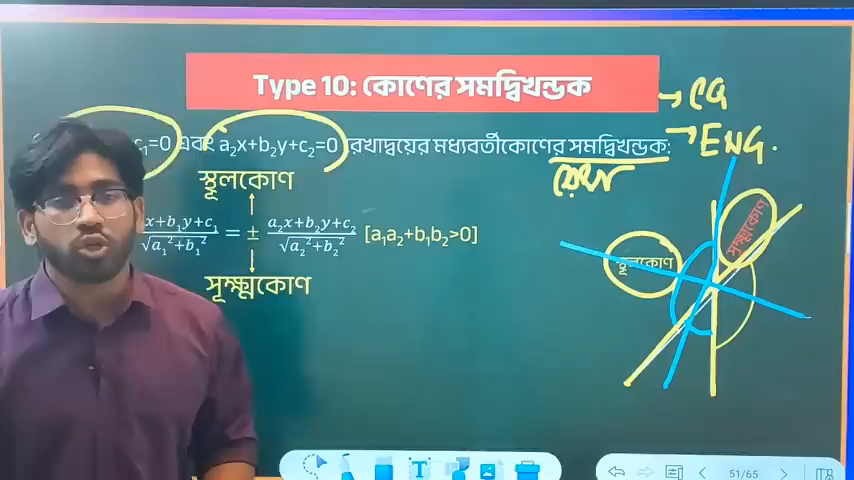 Type 10: কোণের সমদ্বিখন্ডক
→ CQ
→ ENG.
c₁=0 এবং a₂x+b₂y+c₂=0 রেখাদ্বয়ের মধ্যবর্তীকোণের সমদ্বিখন্ডক:
রেখা
স্থূলকোণ
x+b₁y+c₁/√a₁²+b₁² = ± a₂x+b₂y+c₂/√a₂²+b₂² [a₁a₂+b₁b₂>0]
সূক্ষ্মকোণ
স্থূলকোণ
সূক্ষ্মকোণ
51/65